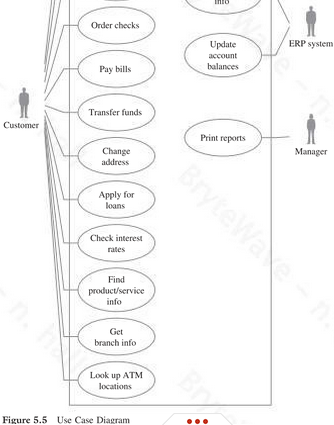 info
Order checks
ERP system
Update
account
balances
Pay bills
Customer
Transfer funds
Print reports
Manager
Change
address
Apply for
loans
Check interest
rates
Find
product/service
info
Get
branch info
Look up ATM
locations
Figure 5.5 Use Case Diagram
BryteWave